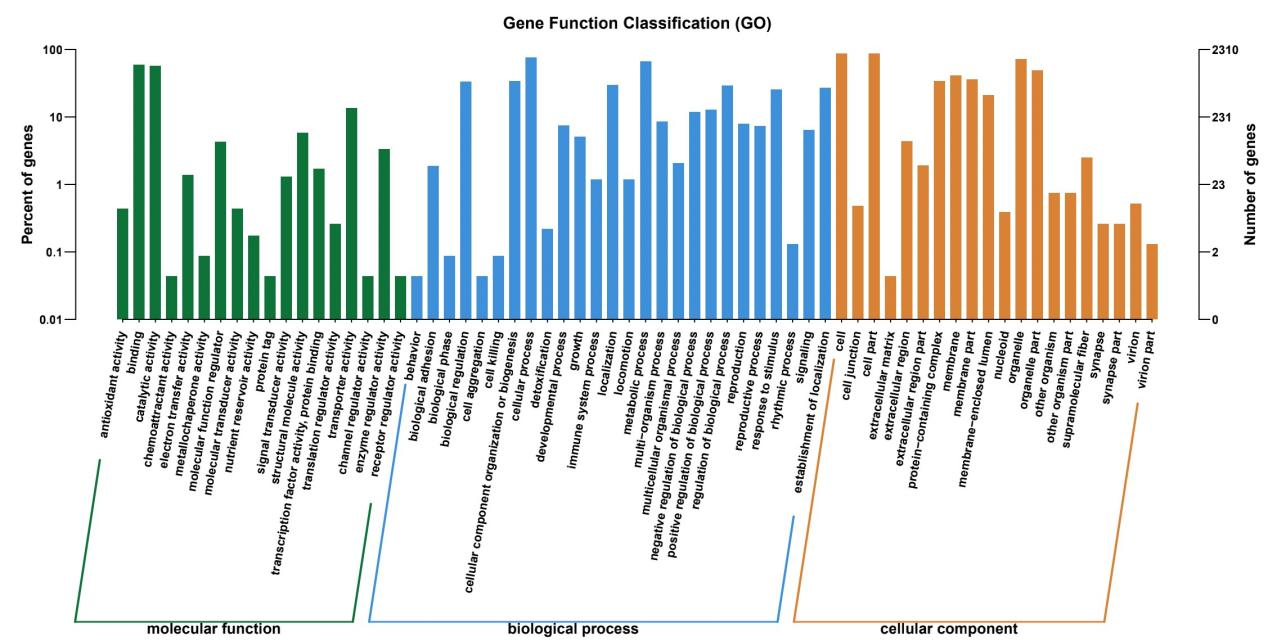 Gene Function Classification (GO)
Percent of genes
100
10
1
0.1
0.01
Number of genes
2310
231
23
2
0
antioxidant activity
binding
catalytic activity
chemoattractant activity
electron transfer activity
metallochaperone activity
molecular function regulator
molecular transducer activity
nutrient reservoir activity
protein tag
signal transducer activity
structural molecule activity
transcription factor activity, protein binding
translation regulator activity
transporter activity
channel regulator activity
enzyme regulator activity
receptor regulator activity
behavior
biological adhesion
biological phase
biological regulation
cell aggregation
cell killing
cellular component organization or biogenesis
cellular process
detoxification
developmental process
growth
immune system process
localization
locomotion
metabolic process
multi−organism process
multicellular organismal process
negative regulation of biological process
positive regulation of biological process
regulation of biological process
reproduction
reproductive process
response to stimulus
rhythmic process
signaling
establishment of localization
cell
cell junction
cell part
extracellular matrix
extracellular region
extracellular region part
protein−containing complex
membrane
membrane part
membrane−enclosed lumen
nucleoid
organelle
organelle part
other organism
other organism part
supramolecular fiber
synapse
synapse part
virion
virion part
molecular function
biological process
cellular component